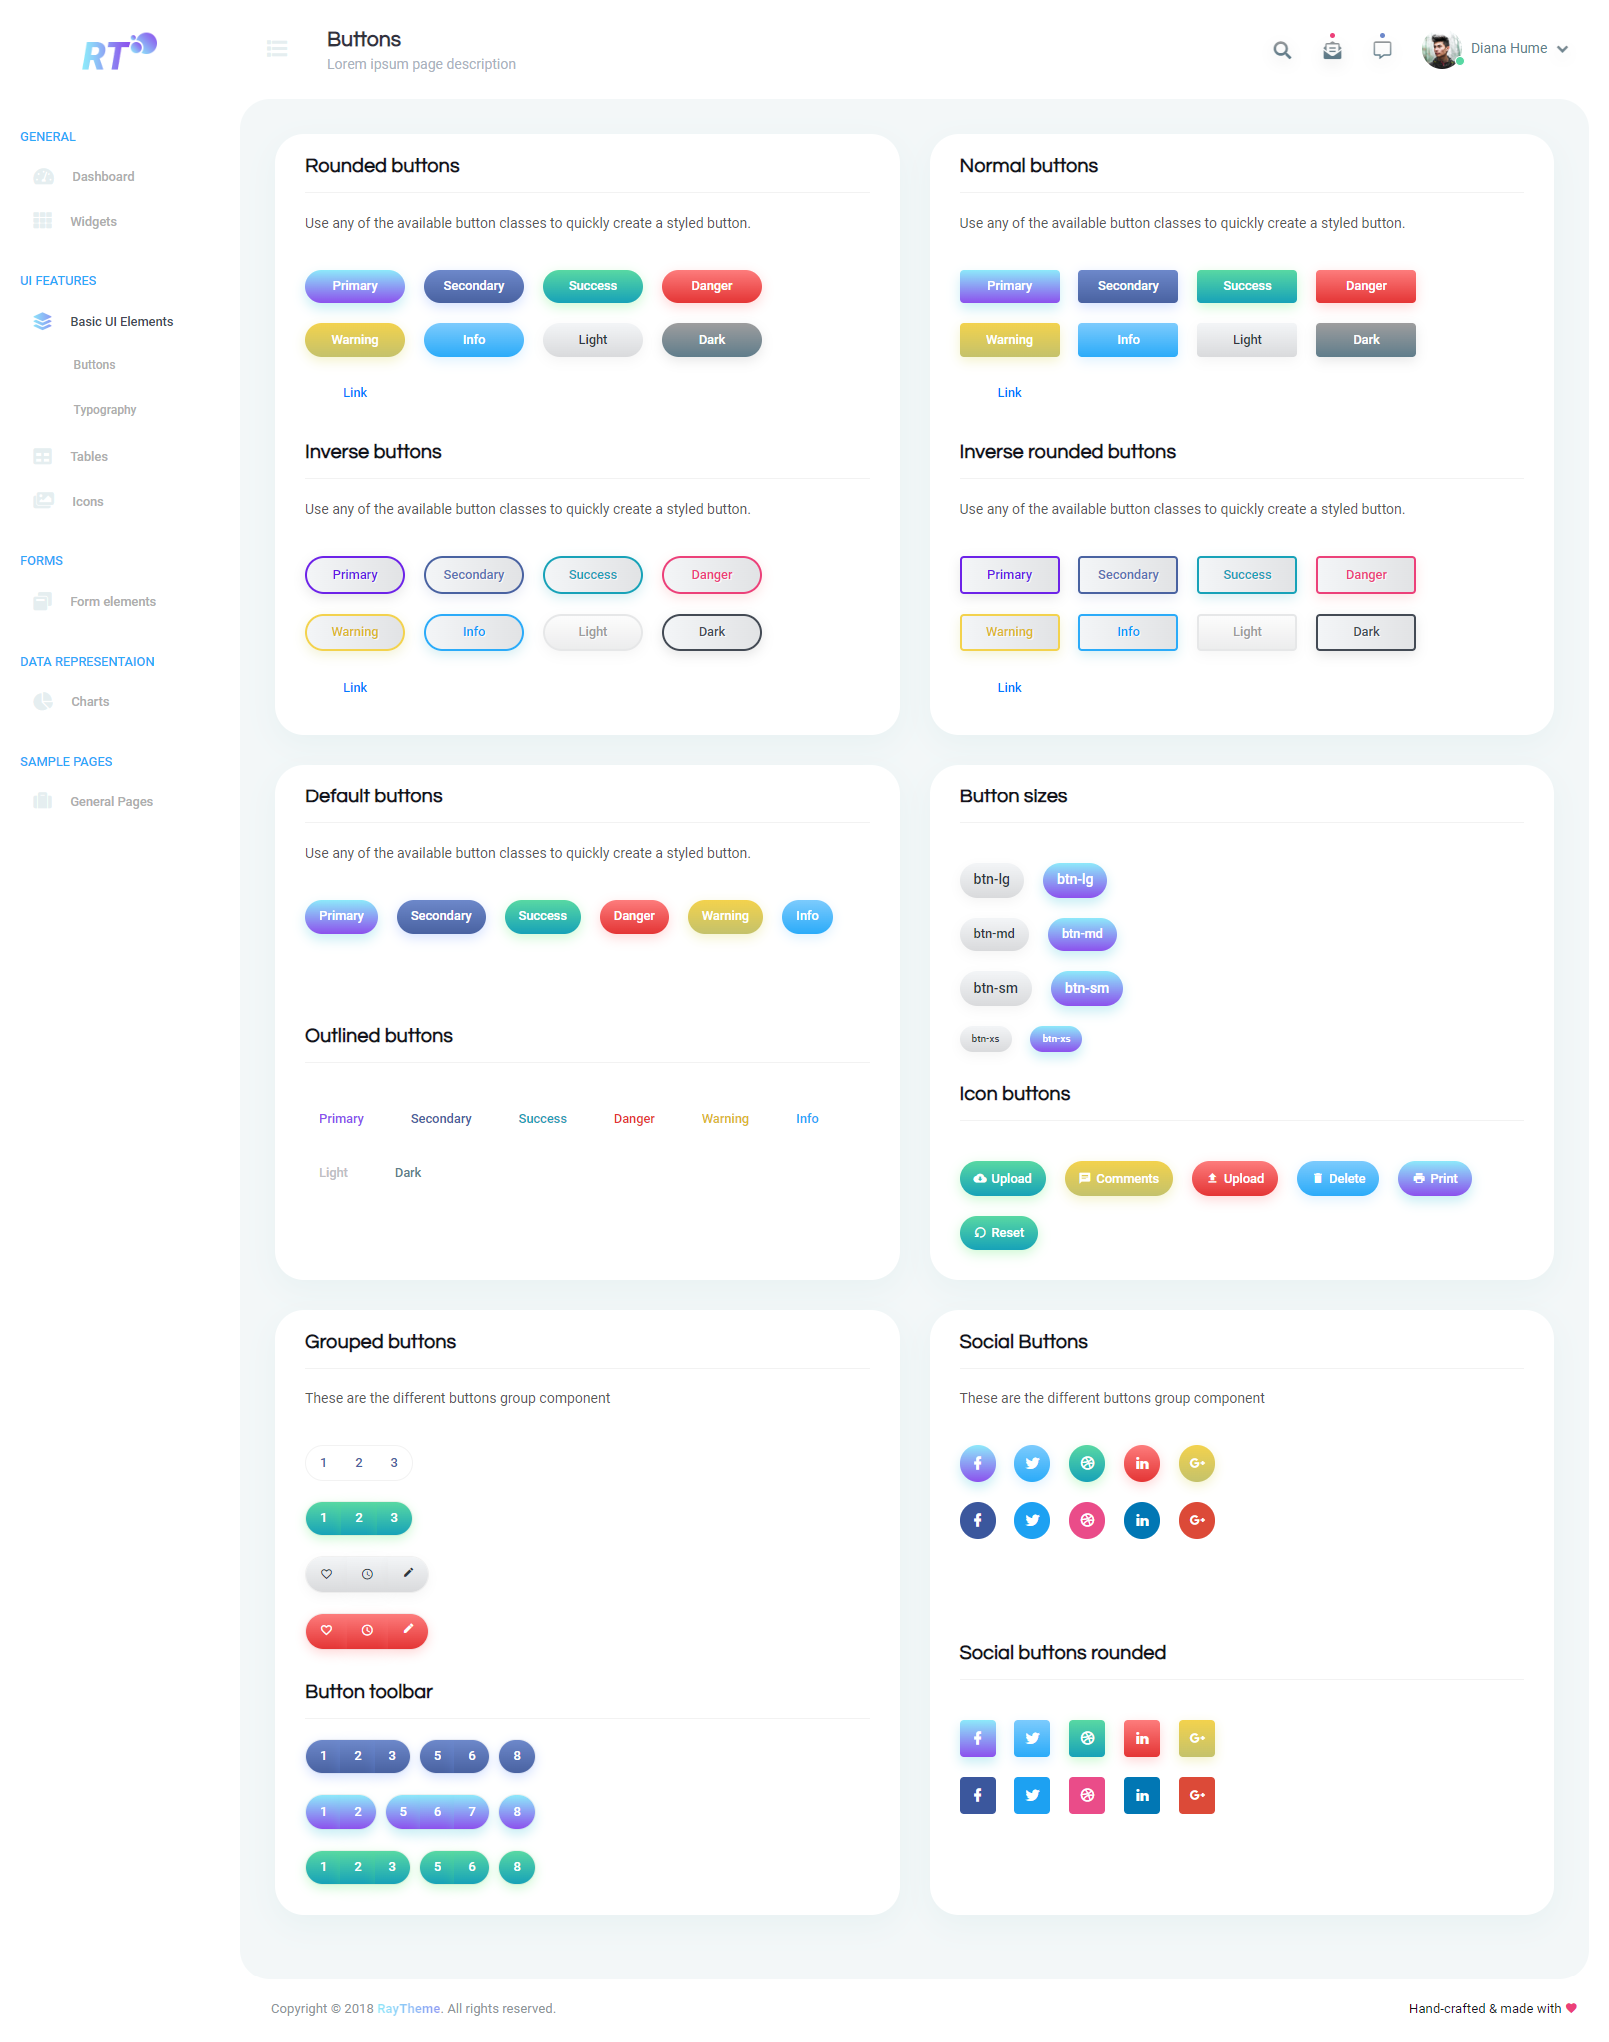 RT
Buttons
Lorem ipsum page description
Diana Hume
GENERAL
Dashboard
Widgets
UI FEATURES
Basic UI Elements
Buttons
Typography
Tables
Icons
FORMS
Form elements
DATA REPRESENTAION
Charts
SAMPLE PAGES
General Pages
Rounded buttons
Use any of the available button classes to quickly create a styled button.
Primary Secondary Success Danger
Warning Info Light Dark
Link
Inverse buttons
Use any of the available button classes to quickly create a styled button.
Primary Secondary Success Danger
Warning Info Light Dark
Link
Normal buttons
Use any of the available button classes to quickly create a styled button.
Primary Secondary Success Danger
Warning Info Light Dark
Link
Inverse rounded buttons
Use any of the available button classes to quickly create a styled button.
Primary Secondary Success Danger
Warning Info Light Dark
Link
Default buttons
Use any of the available button classes to quickly create a styled button.
Primary Secondary Success Danger Warning Info
Outlined buttons
Primary Secondary Success Danger Warning Info
Light Dark
Button sizes
btn-lg btn-lg
btn-md btn-md
btn-sm btn-sm
btn-xs btn-xs
Icon buttons
Upload Comments Upload Delete Print
Reset
Grouped buttons
These are the different buttons group component
1 2 3
1 2 3
Button toolbar
1 2 3 5 6 8
1 2 5 6 7 8
1 2 3 5 6 8
Social Buttons
These are the different buttons group component
Social buttons rounded
Copyright © 2018 RayTheme. All rights reserved.
Hand-crafted & made with